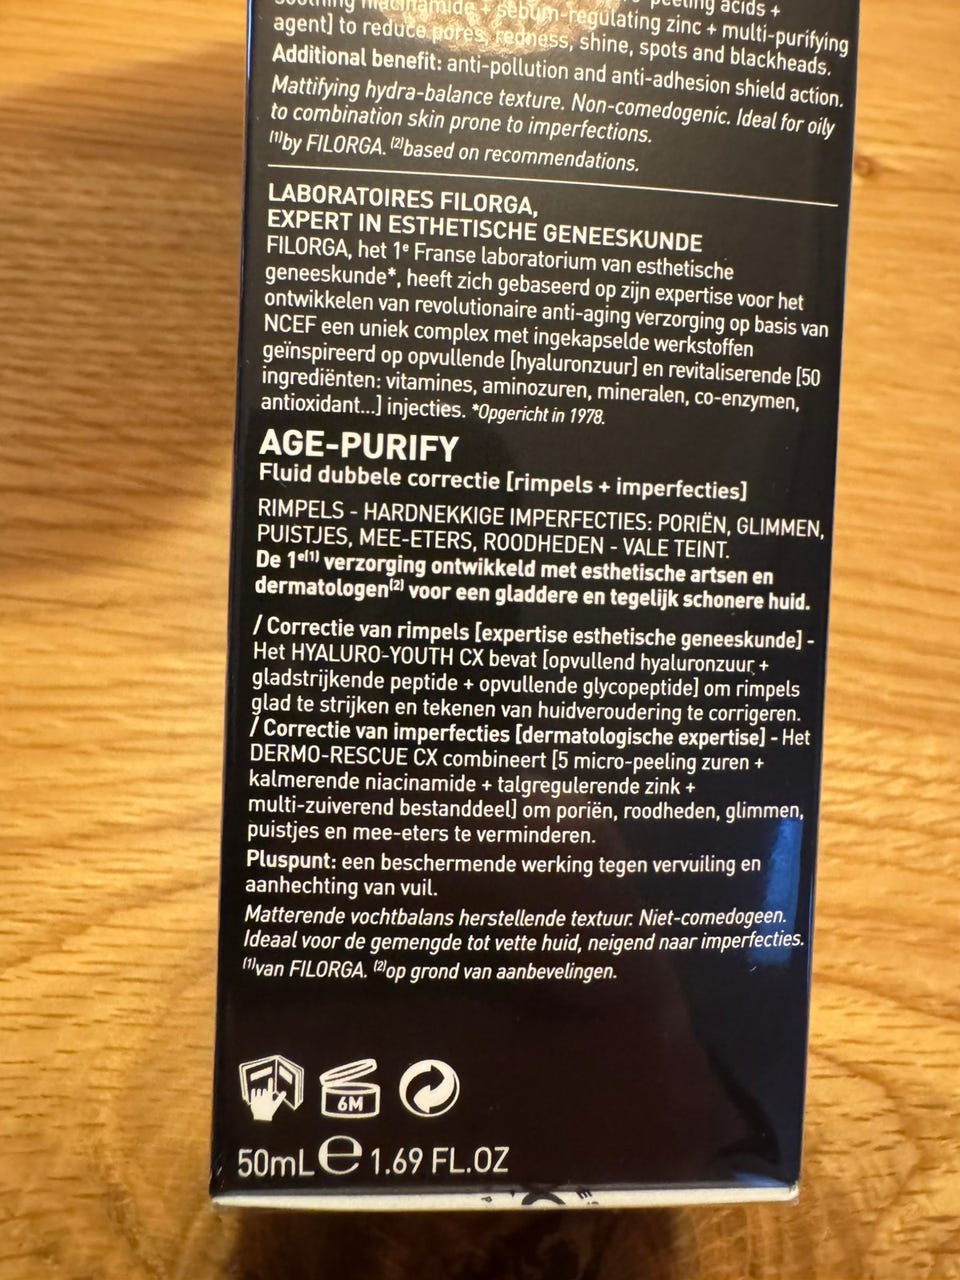 peeling acids +
soothing niacinamide + sebum-regulating zinc + multi-purifying
agent] to reduce pores, redness, shine, spots and blackheads.
Additional benefit: anti-pollution and anti-adhesion shield action.
Mattifying hydra-balance texture. Non-comedogenic. Ideal for oily
to combination skin prone to imperfections.
(1)by FILORGA. (2)based on recommendations.
LABORATOIRES FILORGA,
EXPERT IN ESTHETISCHE GENEESKUNDE
FILORGA, het 1e Franse laboratorium van esthetische
geneeskunde*, heeft zich gebaseerd op zijn expertise voor het
ontwikkelen van revolutionaire anti-aging verzorging op basis van
NCEF een uniek complex met ingekapselde werkstoffen
geïnspireerd op opvullende [hyaluronzuur] en revitaliserende [50
ingrediënten: vitamines, aminozuren, mineralen, co-enzymen,
antioxidant...] injecties. *Opgericht in 1978.
AGE-PURIFY
Fluid dubbele correctie [rimpels + imperfecties]
RIMPELS - HARDNEKKIGE IMPERFECTIES: PORIËN, GLIMMEN,
PUISTJES, MEE-ETERS, ROODHEDEN - VALE TEINT.
De 1e(1) verzorging ontwikkeld met esthetische artsen en
dermatologen(2) voor een gladdere en tegelijk schonere huid.
/ Correctie van rimpels [expertise esthetische geneeskunde] -
Het HYALURO-YOUTH CX bevat [opvullend hyaluronzuur +
gladstrijkende peptide + opvullende glycopeptide] om rimpels
glad te strijken en tekenen van huidveroudering te corrigeren.
/ Correctie van imperfecties [dermatologische expertise] - Het
DERMO-RESCUE CX combineert [5 micro-peeling zuren +
kalmerende niacinamide + talgregulerende zink +
multi-zuiverend bestanddeel] om poriën, roodheden, glimmen,
puistjes en mee-eters te verminderen.
Pluspunt: een beschermende werking tegen vervuiling en
aanhechting van vuil.
Matterende vochtbalans herstellende textuur. Niet-comedogeen.
Ideaal voor de gemengde tot vette huid, neigend naar imperfecties.
(1)van FILORGA. (2)op grond van aanbevelingen.
6M
50mL e 1.69 FL.OZ